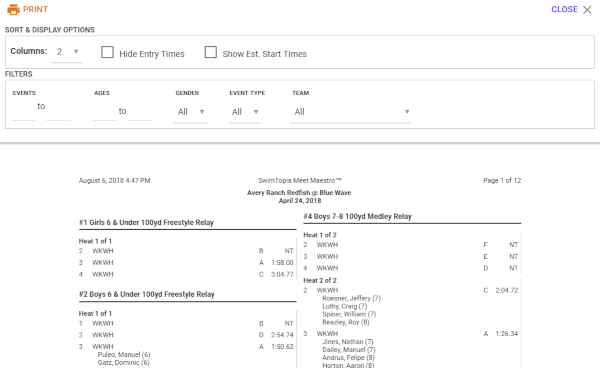 PRINT
CLOSE
SORT & DISPLAY OPTIONS
Columns: 2 Hide Entry Times Show Est. Start Times
FILTERS
EVENTS AGES GENDER EVENT TYPE TEAM
to to All All All
August 6, 2018 4:47 PM SwimTopia Meet Maestro™ Page 1 of 12
Avery Ranch Redfish @ Blue Wave
April 24, 2018
#1 Girls 6 & Under 100yd Freestyle Relay
Heat 1 of 1
2 WKWH B NT
3 WKWH A 1:58.00
4 WKWH C 3:04.77
#2 Boys 6 & Under 100yd Freestyle Relay
Heat 1 of 1
1 WKWH B NT
2 WKWH D 2:54.74
3 WKWH A 1:50.62
Puleo, Manuel (6)
Gatz, Dominic (6)
#4 Boys 7-8 100yd Medley Relay
Heat 1 of 2
2 WKWH F NT
3 WKWH E NT
4 WKWH D NT
Heat 2 of 2
2 WKWH C 2:04.72
Roesner, Jeffery (7)
Luthy, Craig (7)
Spicer, William (7)
Beazley, Roy (8)
3 WKWH A 1:26.34
Jines, Nathan (7)
Dailey, Manuel (7)
Andrus, Felipe (8)
Horton, Aaron (8)